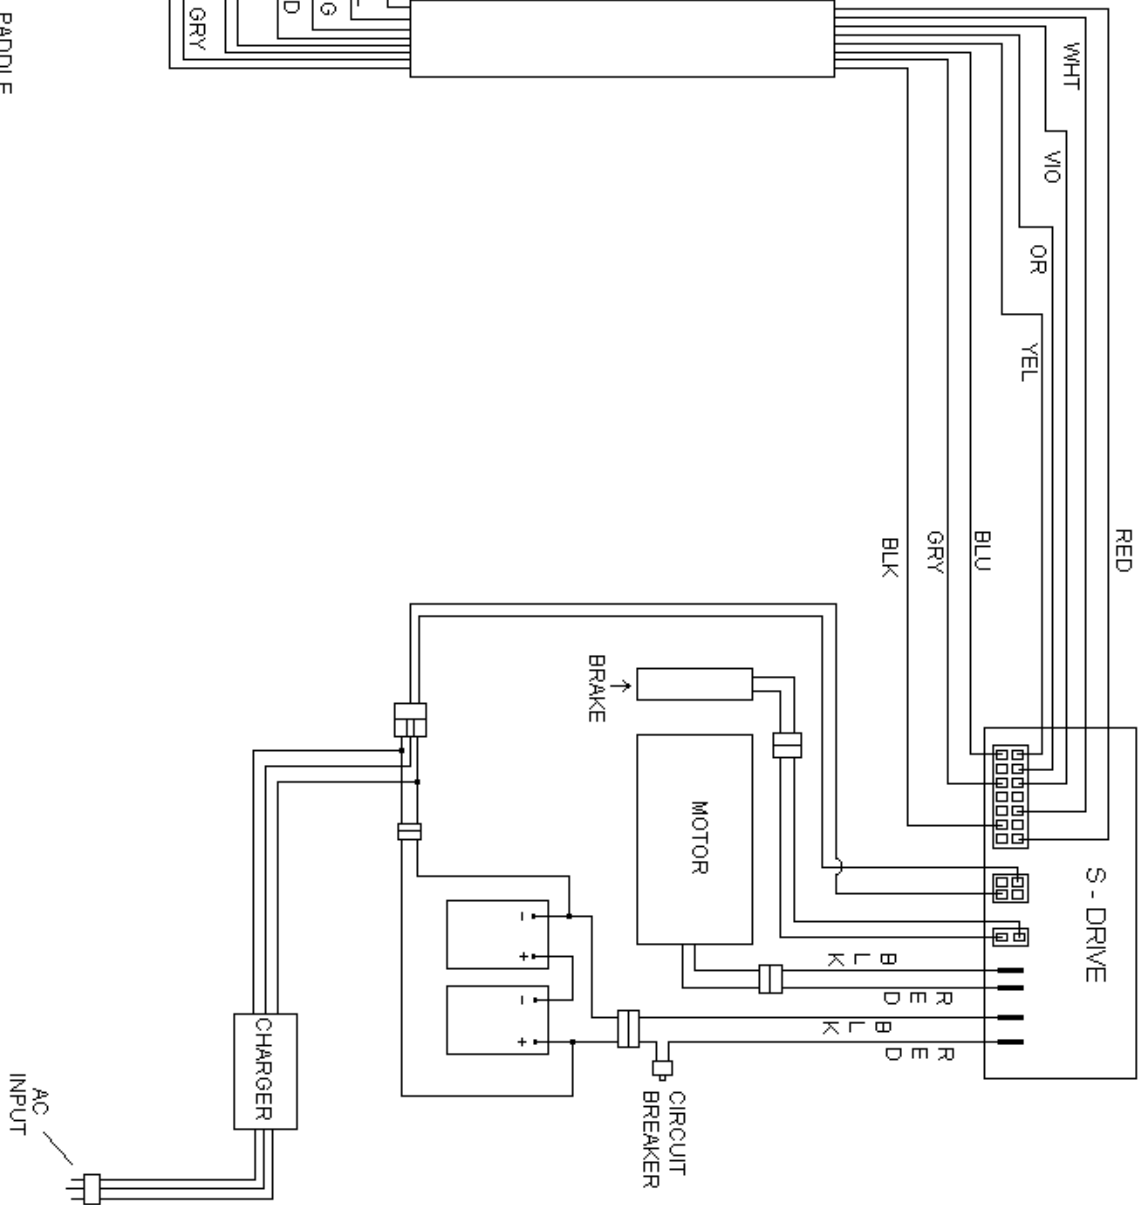 PADDLE
GRY
D
G
WHT
VIO
OR
YEL
RED
BLU
GRY
BLK
BRAKE
MOTOR
S - DRIVE
BLK
RED
BLK
RED
- +
- +
CIRCUIT
BREAKER
CHARGER
AC
INPUT